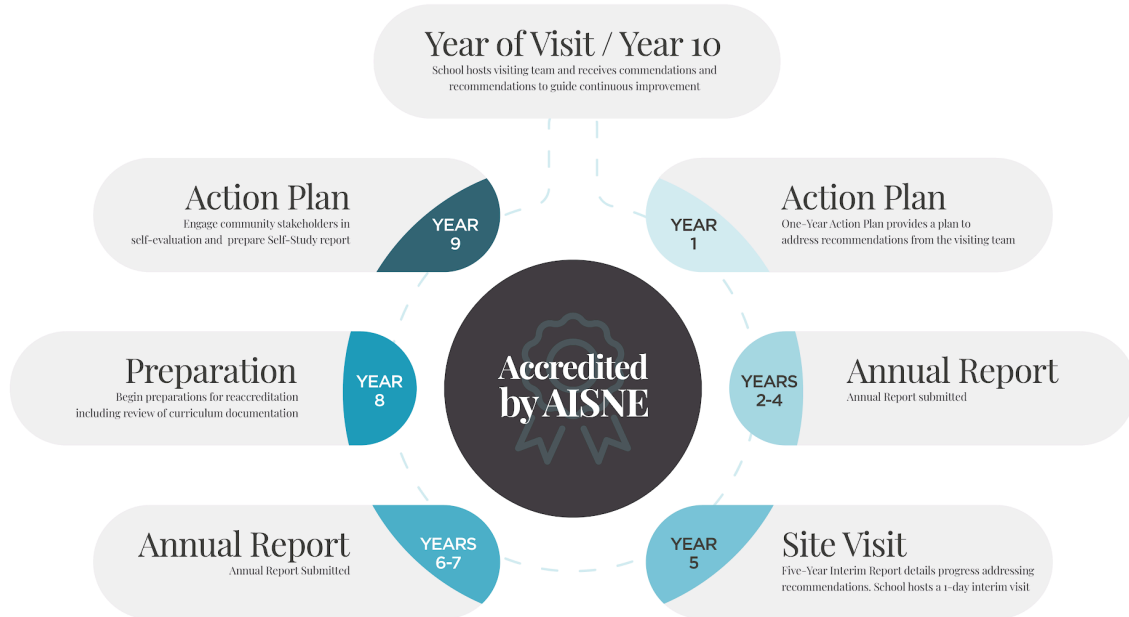 Year of Visit / Year 10
School hosts visiting team and receives commendations and
recommendations to guide continuous improvement
Action Plan
Engage community stakeholders in
self-evaluation and prepare Self-Study report
YEAR
9
YEAR
1
Action Plan
One-Year Action Plan provides a plan to
address recommendations from the visiting team
Preparation
Begin preparations for reaccreditation
including review of curriculum documentation
YEAR
8
Accredited
by AISNE
YEARS
2-4
Annual Report
Annual Report submitted
Annual Report
Annual Report Submitted
YEARS
6-7
YEAR
5
Site Visit
Five-Year Interim Report details progress addressing
recommendations. School hosts a 1-day interim visit